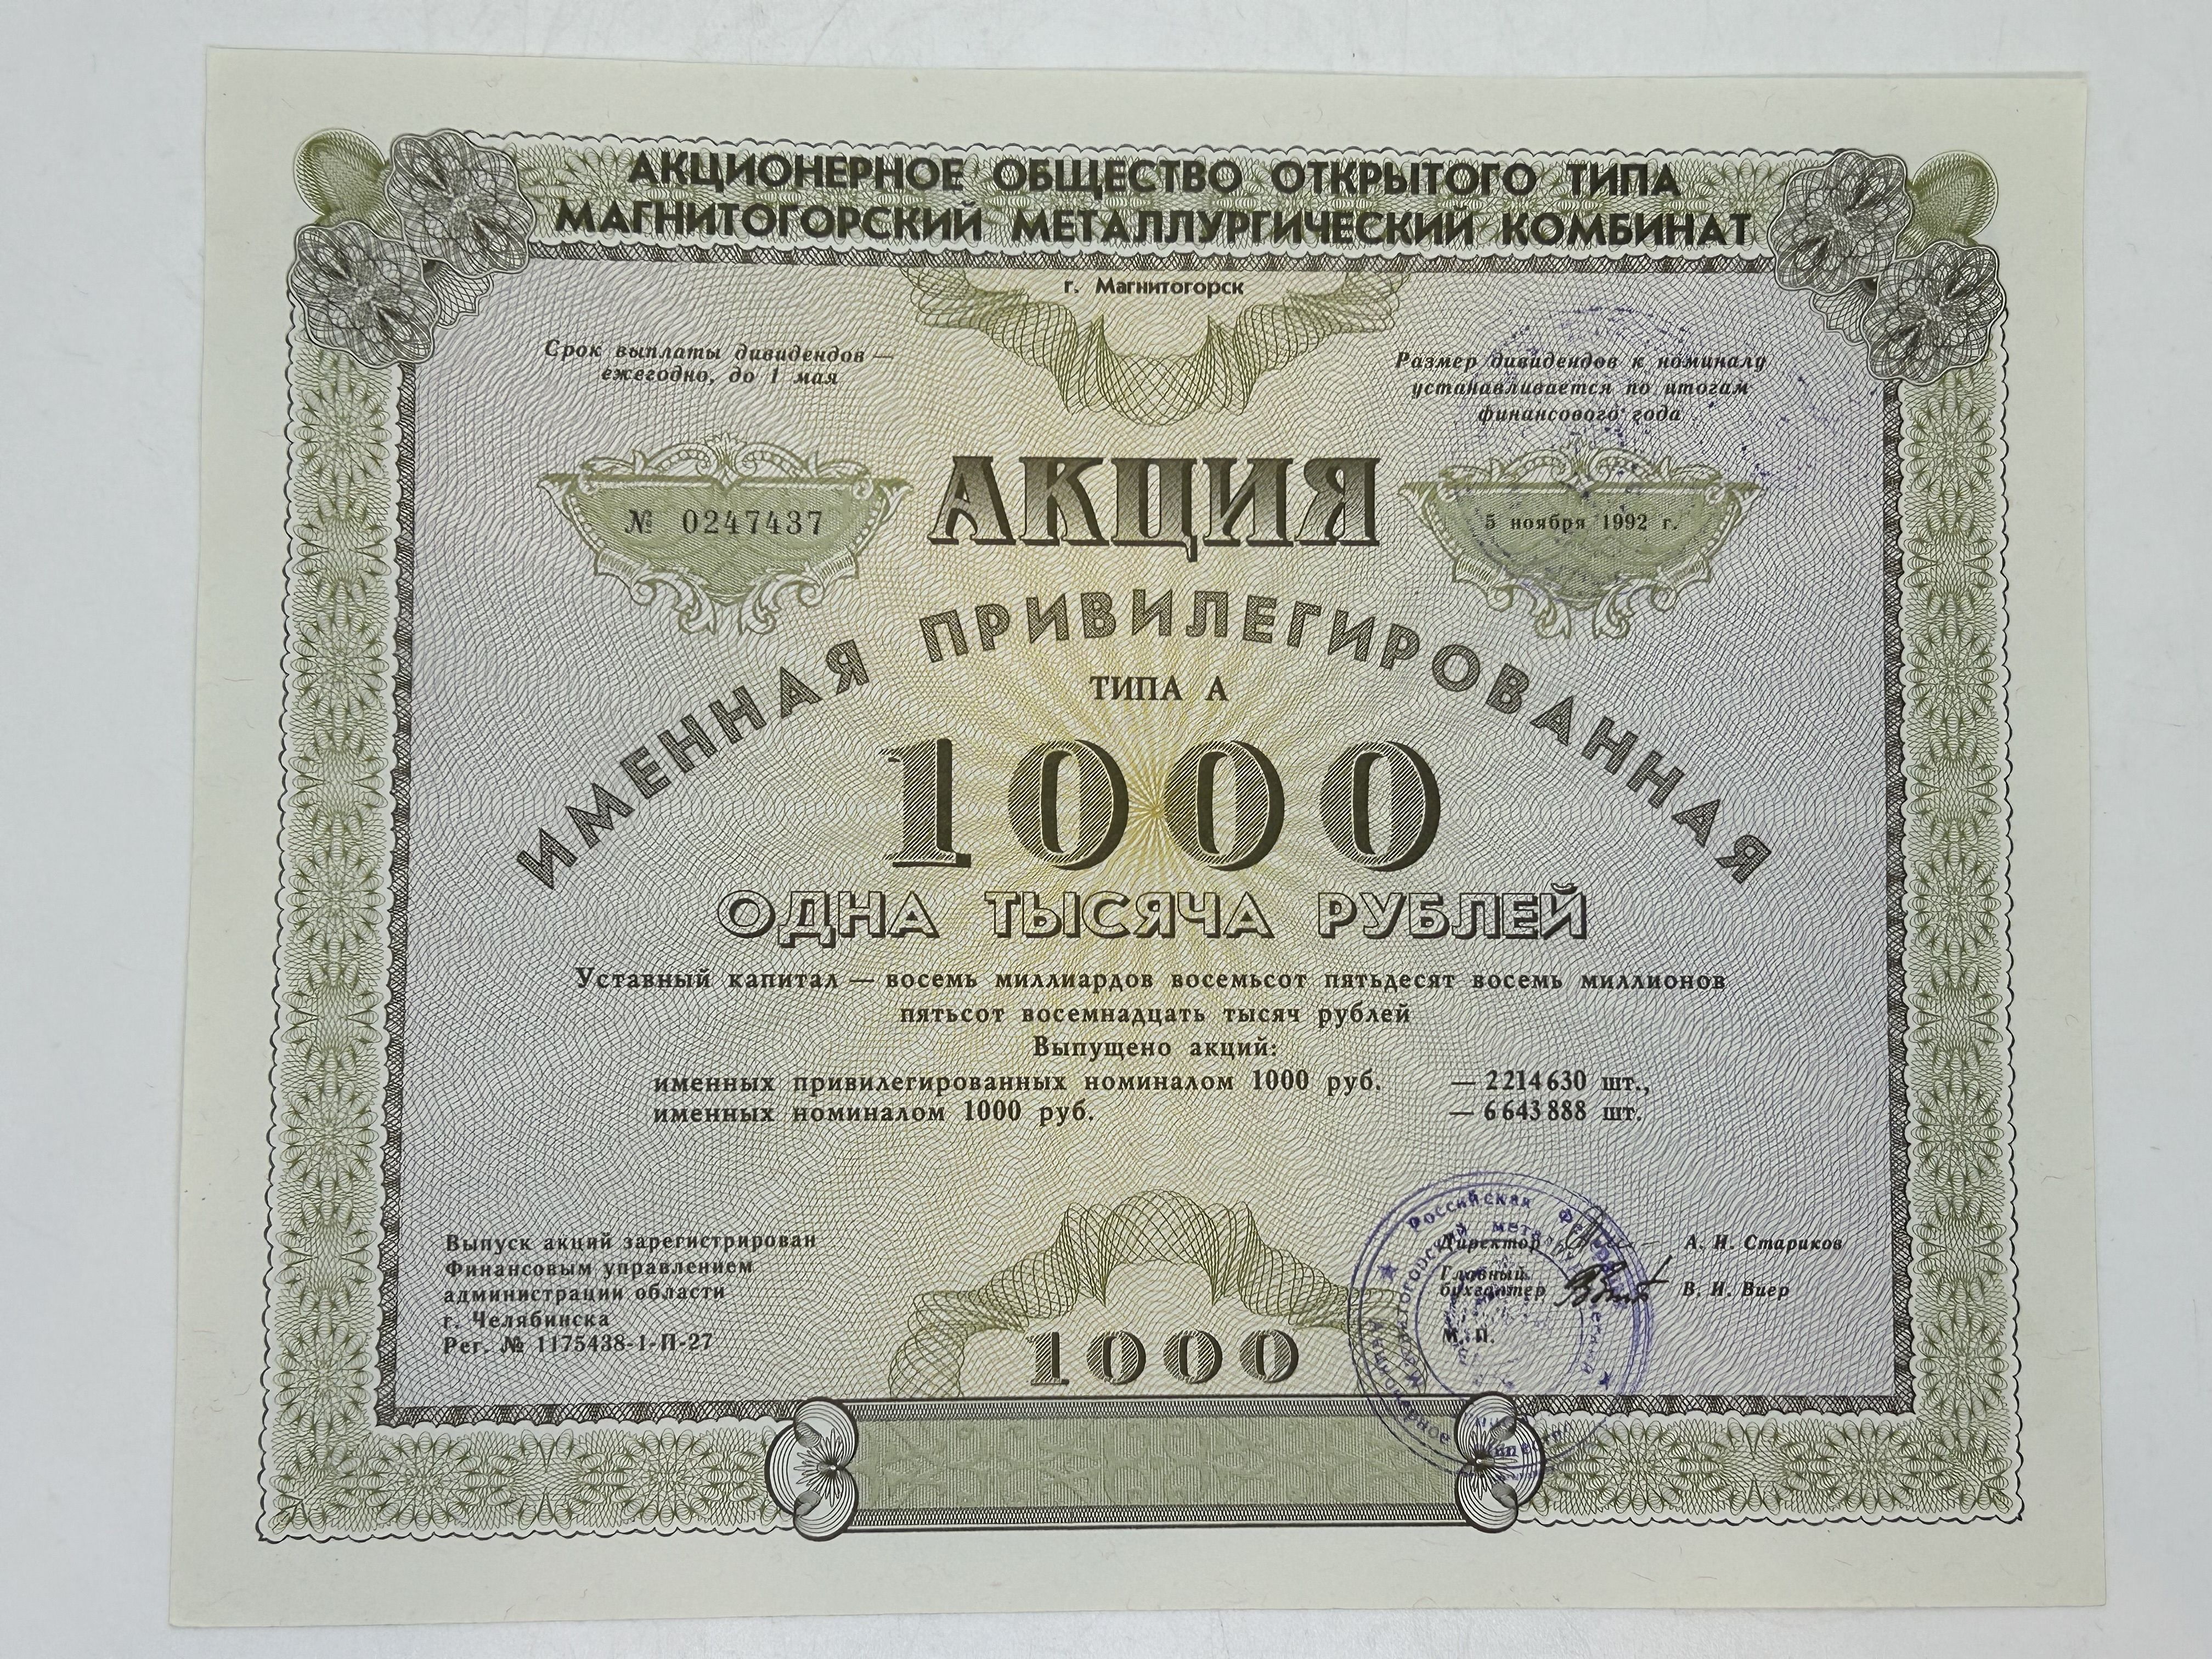 АКЦИОНЕРНОЕ ОБЩЕСТВО ОТКРЫТОГО ТИПА
МАГНИТОГОРСКИЙ МЕТАЛЛУРГИЧЕСКИЙ КОМБИНАТ
г. Магнитогорск
Срок выплаты дивидендов —
ежегодно, до 1 мая
Размер дивидендов к номиналу
устанавливается по итогам
финансового года
№ 0247437
АКЦИЯ
5 ноября 1992 г.
ИМЕННАЯ ПРИВИЛЕГИРОВАННАЯ
ТИПА А
1000
ОДНА ТЫСЯЧА РУБЛЕЙ
Уставный капитал — восемь миллиардов восемьсот пятьдесят восемь миллионов
пятьсот восемнадцать тысяч рублей
Выпущено акций:
именных привилегированных номиналом 1000 руб. — 2 214 630 шт.,
именных номиналом 1000 руб. — 6 643 888 шт.
Выпуск акций зарегистрирован
Финансовым управлением
администрации области
г. Челябинска
Рег. № 1175438-1-П-27
1000
Директор А. И. Стариков
Главный
бухгалтер В. И. Виер
М. П.
Российская
Акционерное